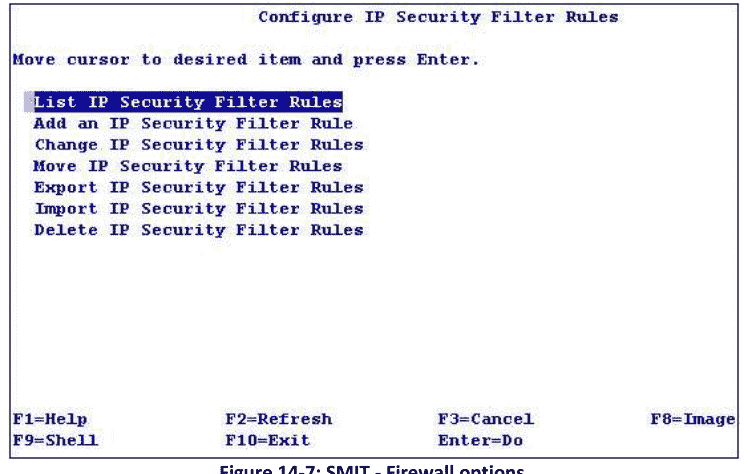 Configure IP Security Filter Rules
Move cursor to desired item and press Enter.
List IP Security Filter Rules
Add an IP Security Filter Rule
Change IP Security Filter Rules
Move IP Security Filter Rules
Export IP Security Filter Rules
Import IP Security Filter Rules
Delete IP Security Filter Rules
F1=Help F2=Refresh F3=Cancel F8=Image
F9=Shell F10=Exit Enter=Do
Figure 14-7: SMIT - Firewall options